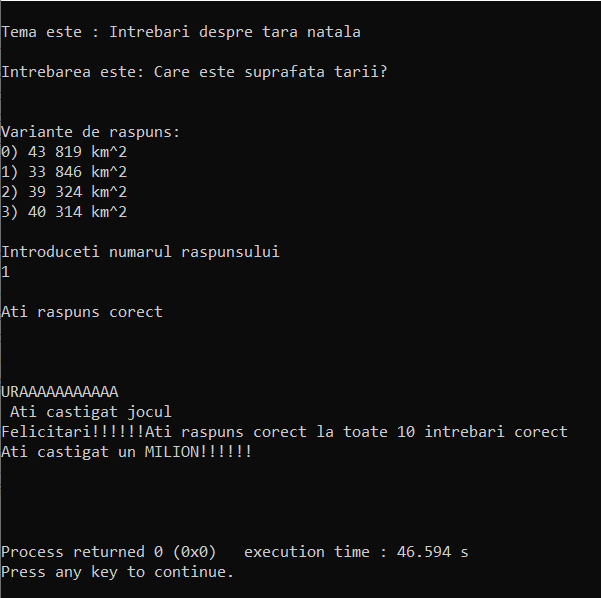 Tema este : Intrebari despre tara natala
Intrebarea este: Care este suprafata tarii?
Variante de raspuns:
0) 43 819 km^2
1) 33 846 km^2
2) 39 324 km^2
3) 40 314 km^2
Introduceti numarul raspunsului
1
Ati raspuns corect
URAAAAAAAAAAA
Ati castigat jocul
Felicitari!!!!!!Ati raspuns corect la toate 10 intrebari corect
Ati castigat un MILION!!!!!!
Process returned 0 (0x0)   execution time : 46.594 s
Press any key to continue.